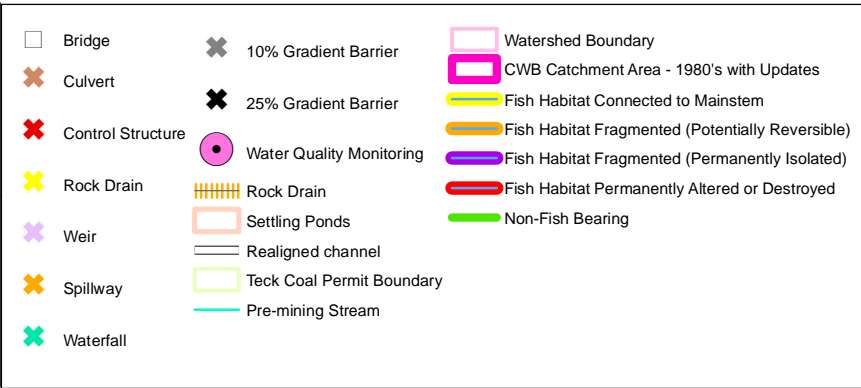 Bridge
Culvert
Control Structure
Rock Drain
Weir
Spillway
Waterfall
10% Gradient Barrier
25% Gradient Barrier
Water Quality Monitoring
Rock Drain
Settling Ponds
Realigned channel
Teck Coal Permit Boundary
Pre-mining Stream
Watershed Boundary
CWB Catchment Area - 1980's with Updates
Fish Habitat Connected to Mainstem
Fish Habitat Fragmented (Potentially Reversible)
Fish Habitat Fragmented (Permanently Isolated)
Fish Habitat Permanently Altered or Destroyed
Non-Fish Bearing